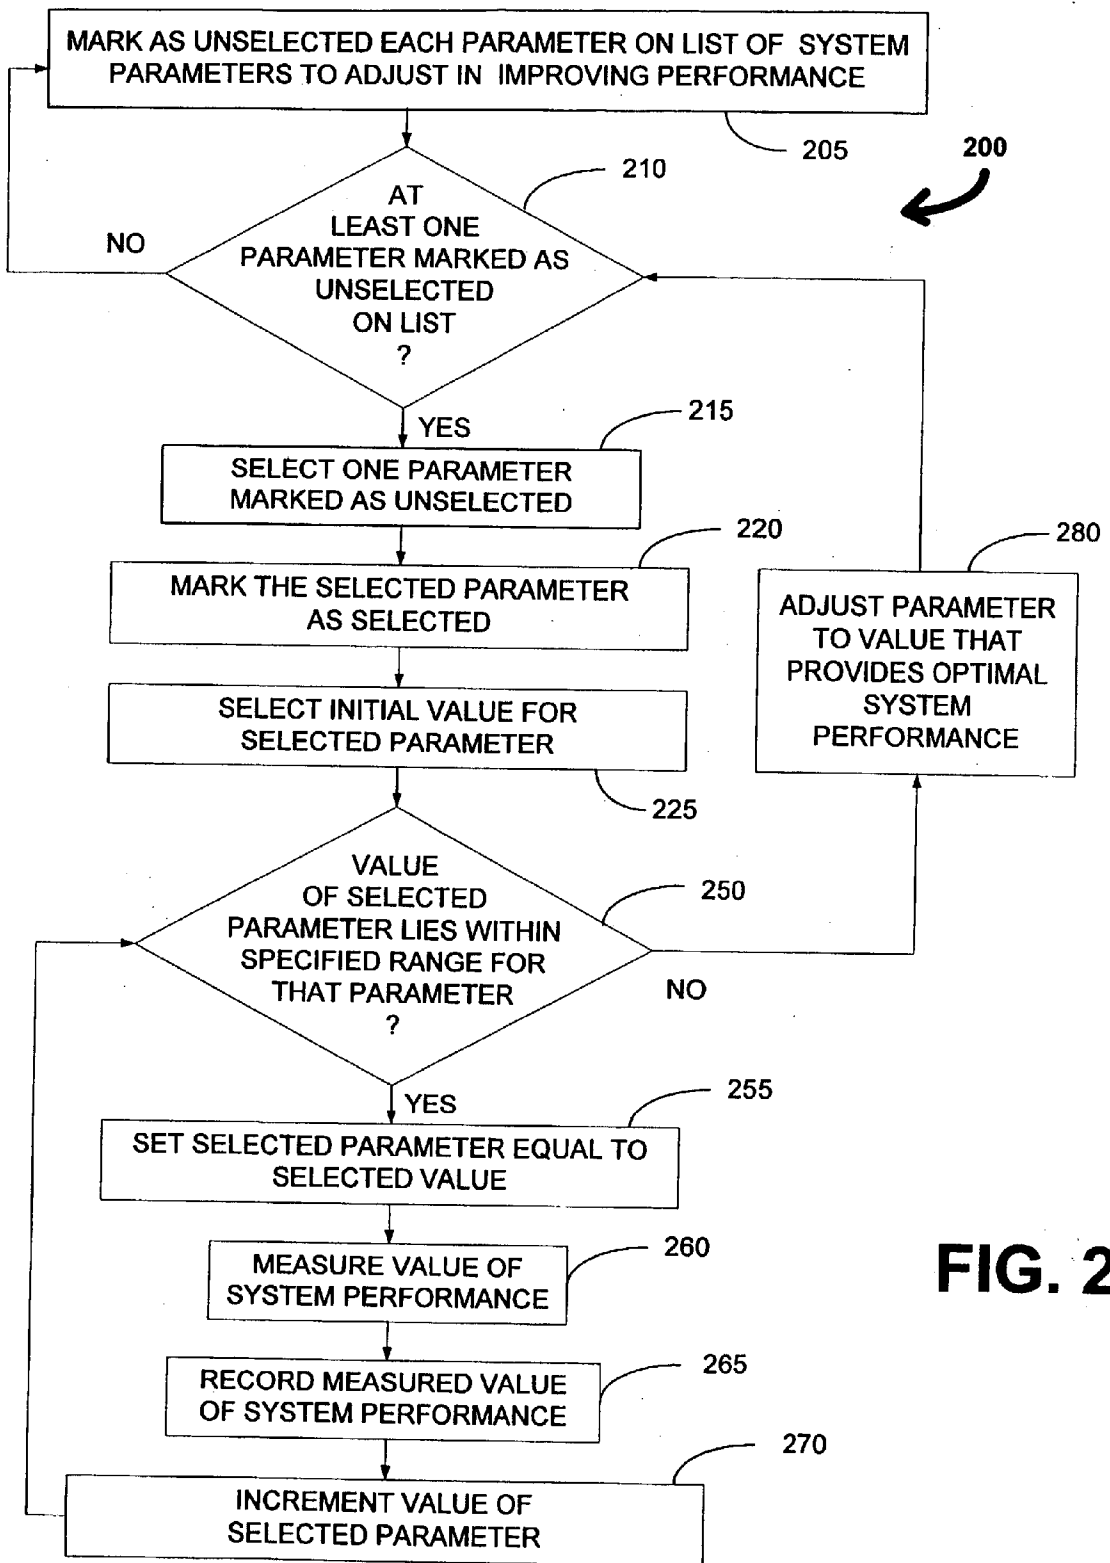 MARK AS UNSELECTED EACH PARAMETER ON LIST OF SYSTEM
PARAMETERS TO ADJUST IN IMPROVING PERFORMANCE
205
200
210
AT
LEAST ONE
PARAMETER MARKED AS
UNSELECTED
ON LIST
?
NO
YES
215
SELECT ONE PARAMETER
MARKED AS UNSELECTED
220
MARK THE SELECTED PARAMETER
AS SELECTED
280
ADJUST PARAMETER
TO VALUE THAT
PROVIDES OPTIMAL
SYSTEM
PERFORMANCE
SELECT INITIAL VALUE FOR
SELECTED PARAMETER
225
VALUE
OF SELECTED
PARAMETER LIES WITHIN
SPECIFIED RANGE FOR
THAT PARAMETER
?
250
NO
YES
255
SET SELECTED PARAMETER EQUAL TO
SELECTED VALUE
260
MEASURE VALUE OF
SYSTEM PERFORMANCE
FIG. 2
265
RECORD MEASURED VALUE
OF SYSTEM PERFORMANCE
270
INCREMENT VALUE OF
SELECTED PARAMETER